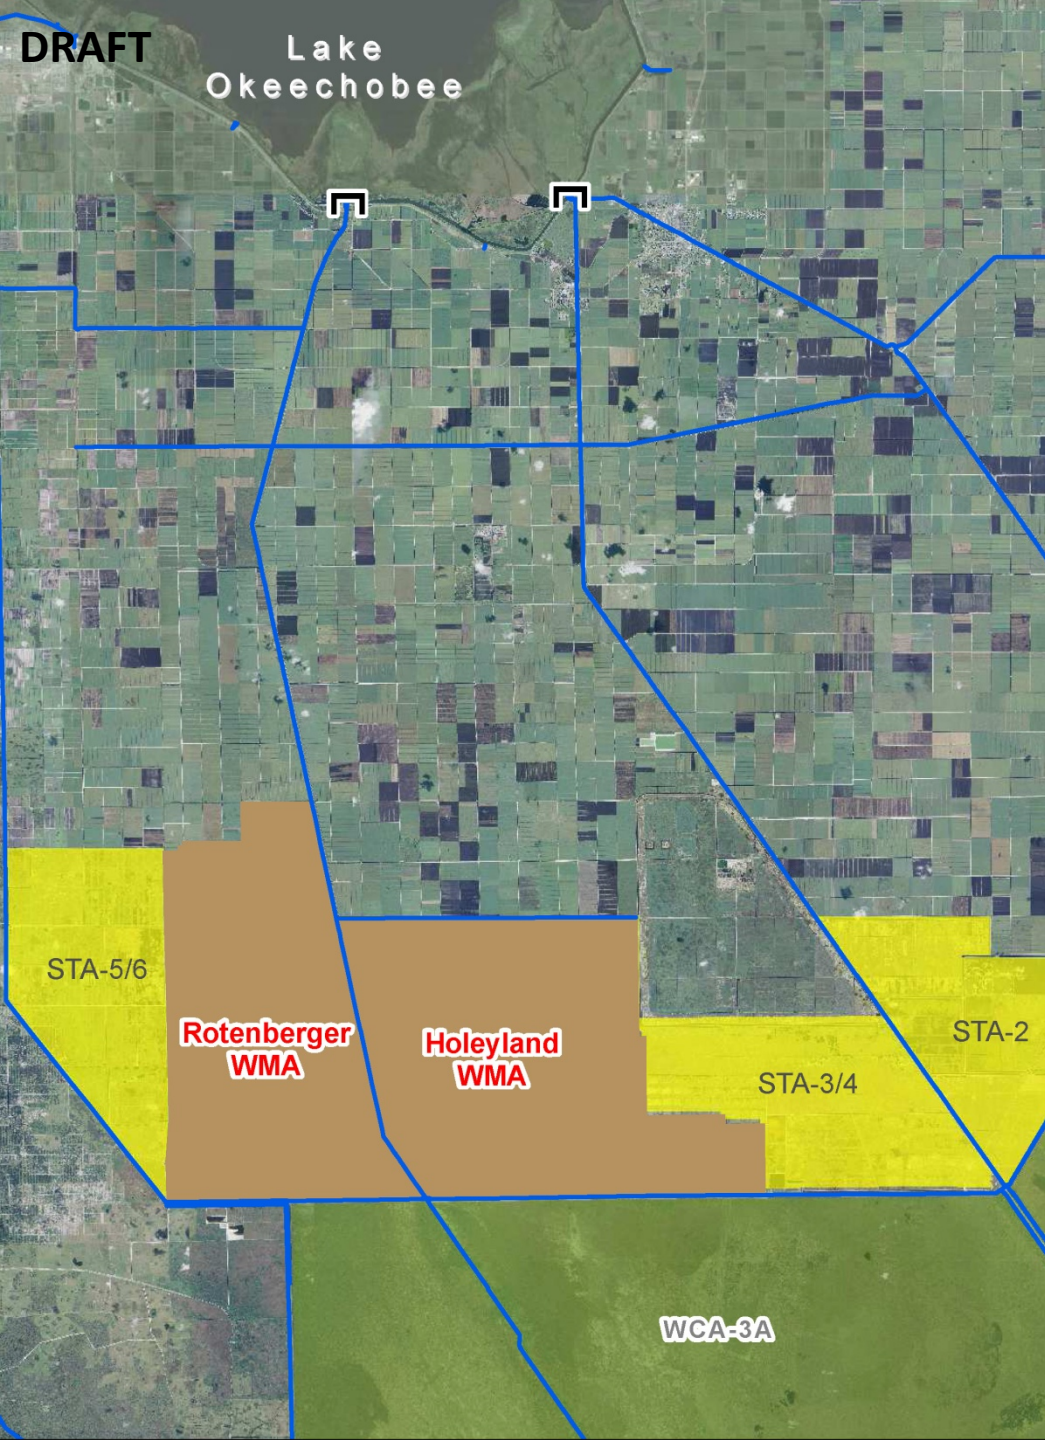 DRAFT
Lake
Okeechobee
STA-5/6
Rotenberger
WMA
Holeyland
WMA
STA-2
STA-3/4
WCA-3A